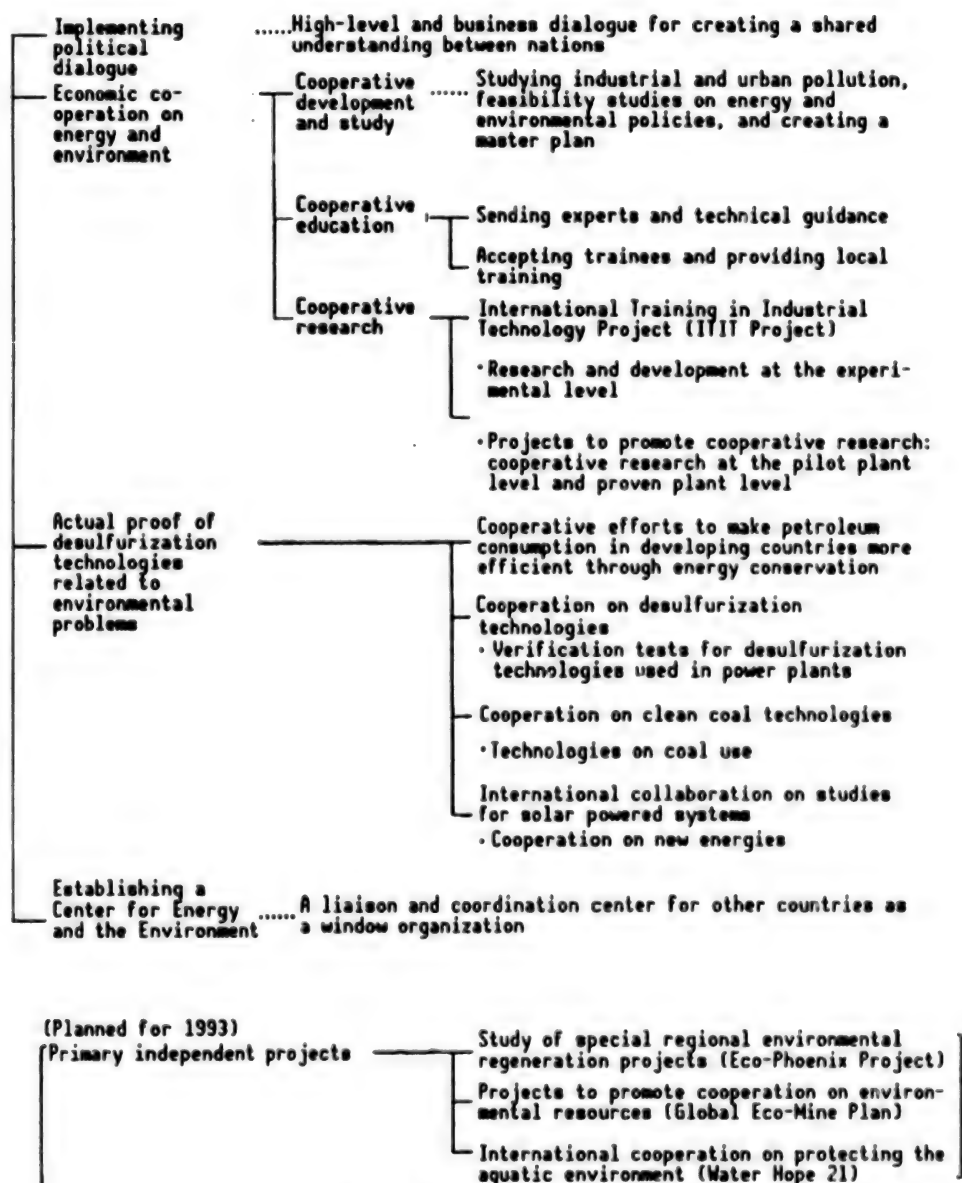 Implementing
political
dialogue
......High-level and business dialogue for creating a shared
understanding between nations
Economic co-
operation on
energy and
environment
Cooperative
development
and study
...... Studying industrial and urban pollution,
feasibility studies on energy and
environmental policies, and creating a
master plan
Cooperative
education
Sending experts and technical guidance
Accepting trainees and providing local
training
Cooperative
research
International Training in Industrial
Technology Project (ITIT Project)
·Research and development at the experi-
mental level
·Projects to promote cooperative research:
cooperative research at the pilot plant
level and proven plant level
Actual proof of
desulfurization
technologies
related to
environmental
problems
Cooperative efforts to make petroleum
consumption in developing countries more
efficient through energy conservation
Cooperation on desulfurization
technologies
· Verification tests for desulfurization
technologies used in power plants
Cooperation on clean coal technologies
·Technologies on coal use
International collaboration on studies
for solar powered systems
· Cooperation on new energies
Establishing a
Center for Energy
and the Environment
...... A liaison and coordination center for other countries as
a window organization
(Planned for 1993)
Primary independent projects
Study of special regional environmental
regeneration projects (Eco-Phoenix Project)
Projects to promote cooperation on environ-
mental resources (Global Eco-Mine Plan)
International cooperation on protecting the
aquatic environment (Water Hope 21)